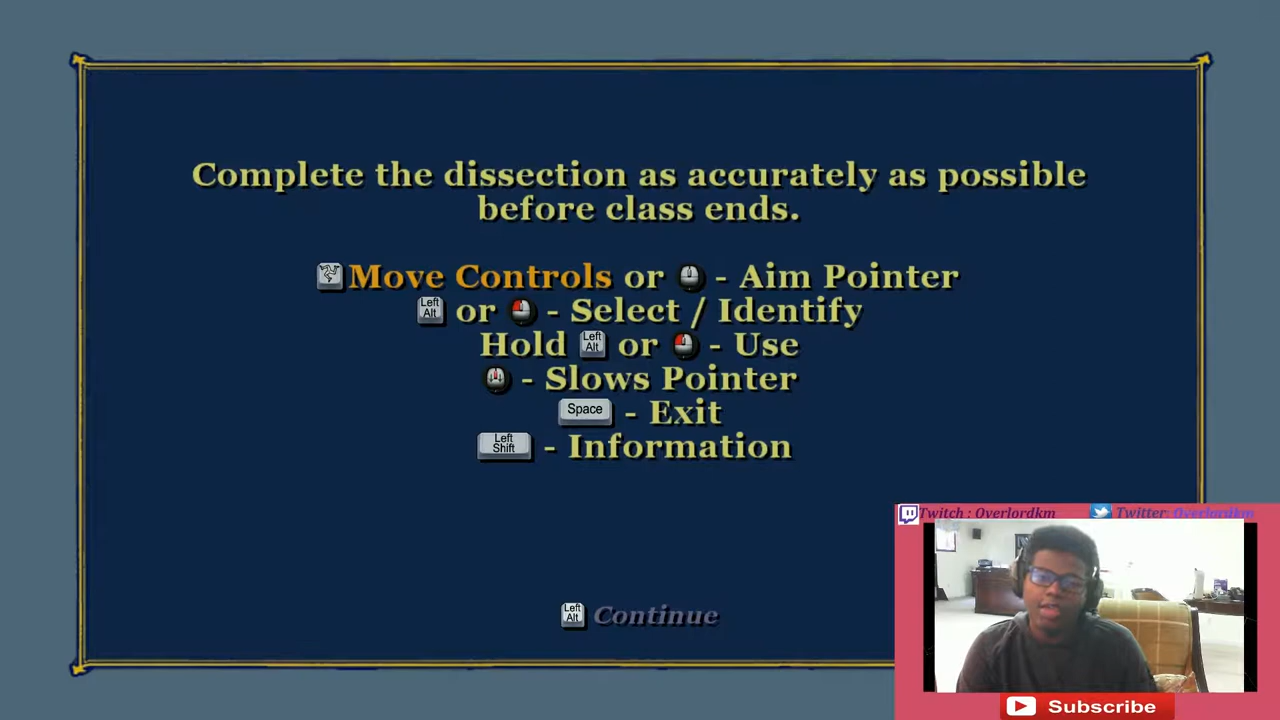 Complete the dissection as accurately as possible
before class ends.
Move Controls or - Aim Pointer
Left Alt or - Select / Identify
Hold Left Alt or - Use
- Slows Pointer
Space - Exit
Left Shift - Information
Left Alt Continue
Twitch : Overlordkm Twitter: Overlordkm
Subscribe